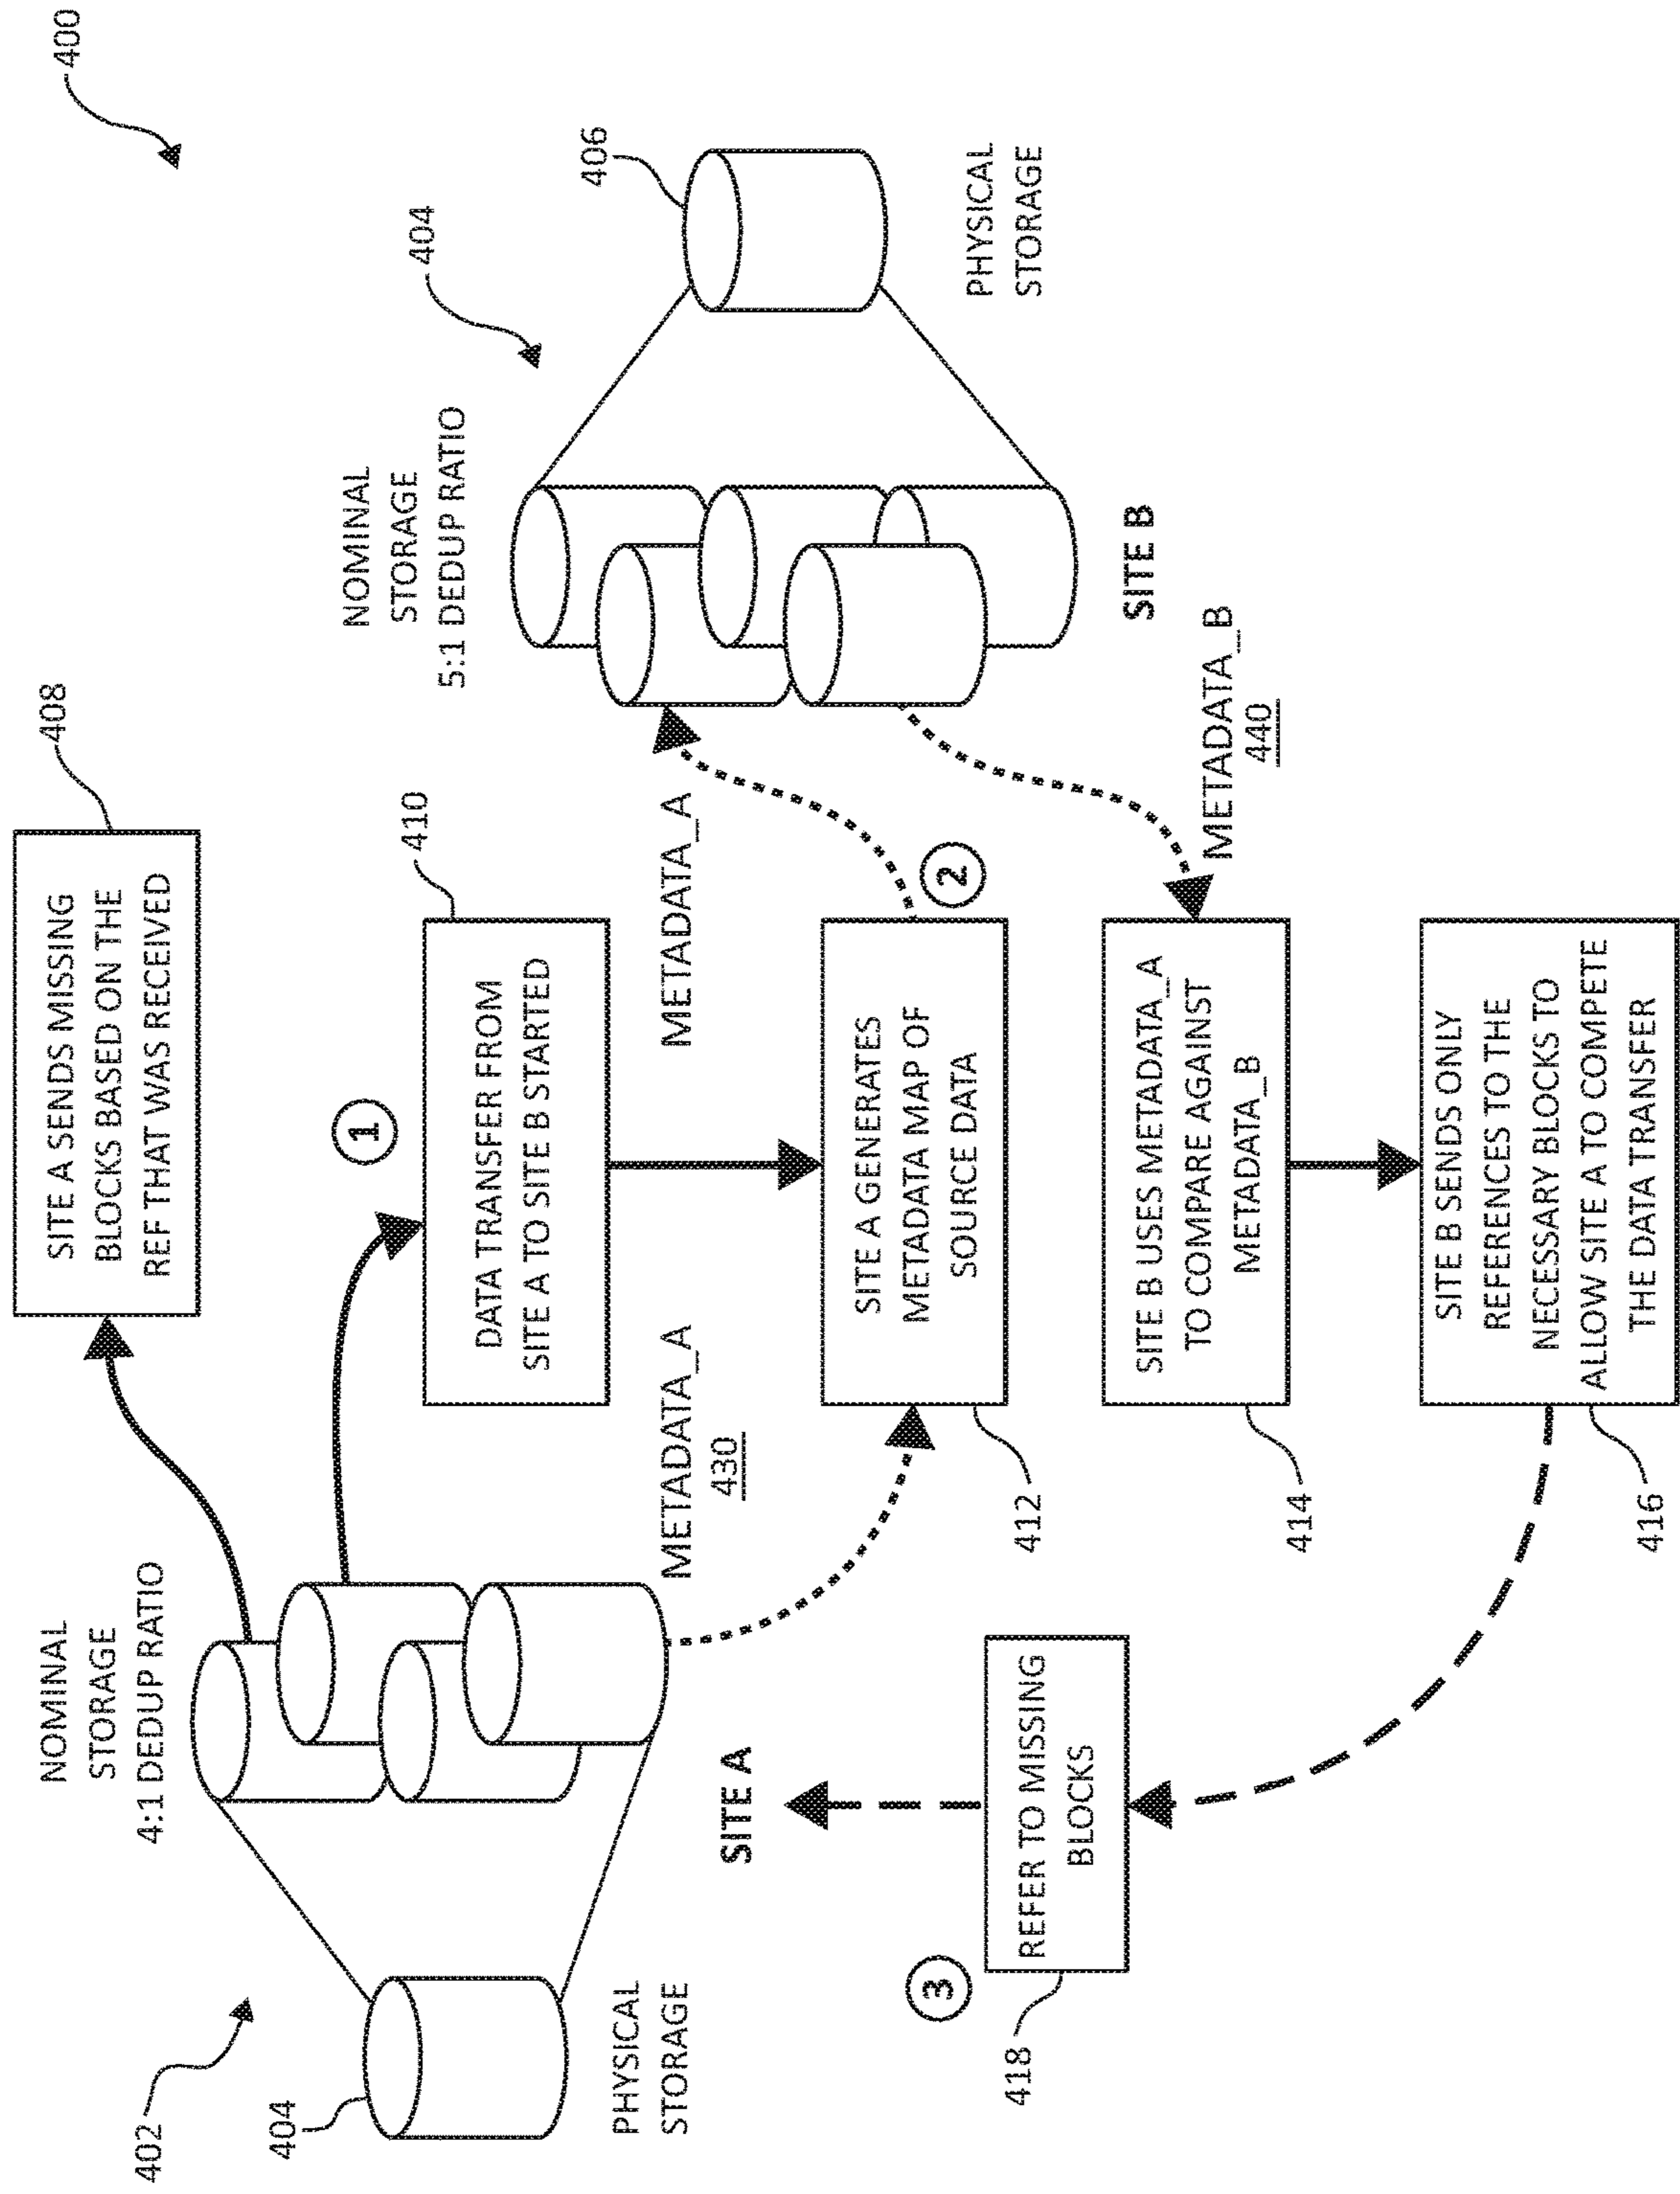 400
SITE A SENDS MISSING
BLOCKS BASED ON THE
REF THAT WAS RECEIVED
408
NOMINAL
STORAGE
4:1 DEDUP RATIO
402
404
PHYSICAL
STORAGE
SITE A
1
DATA TRANSFER FROM
SITE A TO SITE B STARTED
410
NOMINAL
STORAGE
5:1 DEDUP RATIO
404
406
PHYSICAL
STORAGE
SITE B
METADATA_A
430
METADATA_A
2
SITE A GENERATES
METADATA MAP OF
SOURCE DATA
412
METADATA_B
440
SITE B USES METADATA_A
TO COMPARE AGAINST
METADATA_B
414
3
REFER TO MISSING
BLOCKS
418
SITE B SENDS ONLY
REFERENCES TO THE
NECESSARY BLOCKS TO
ALLOW SITE A TO COMPETE
THE DATA TRANSFER
416